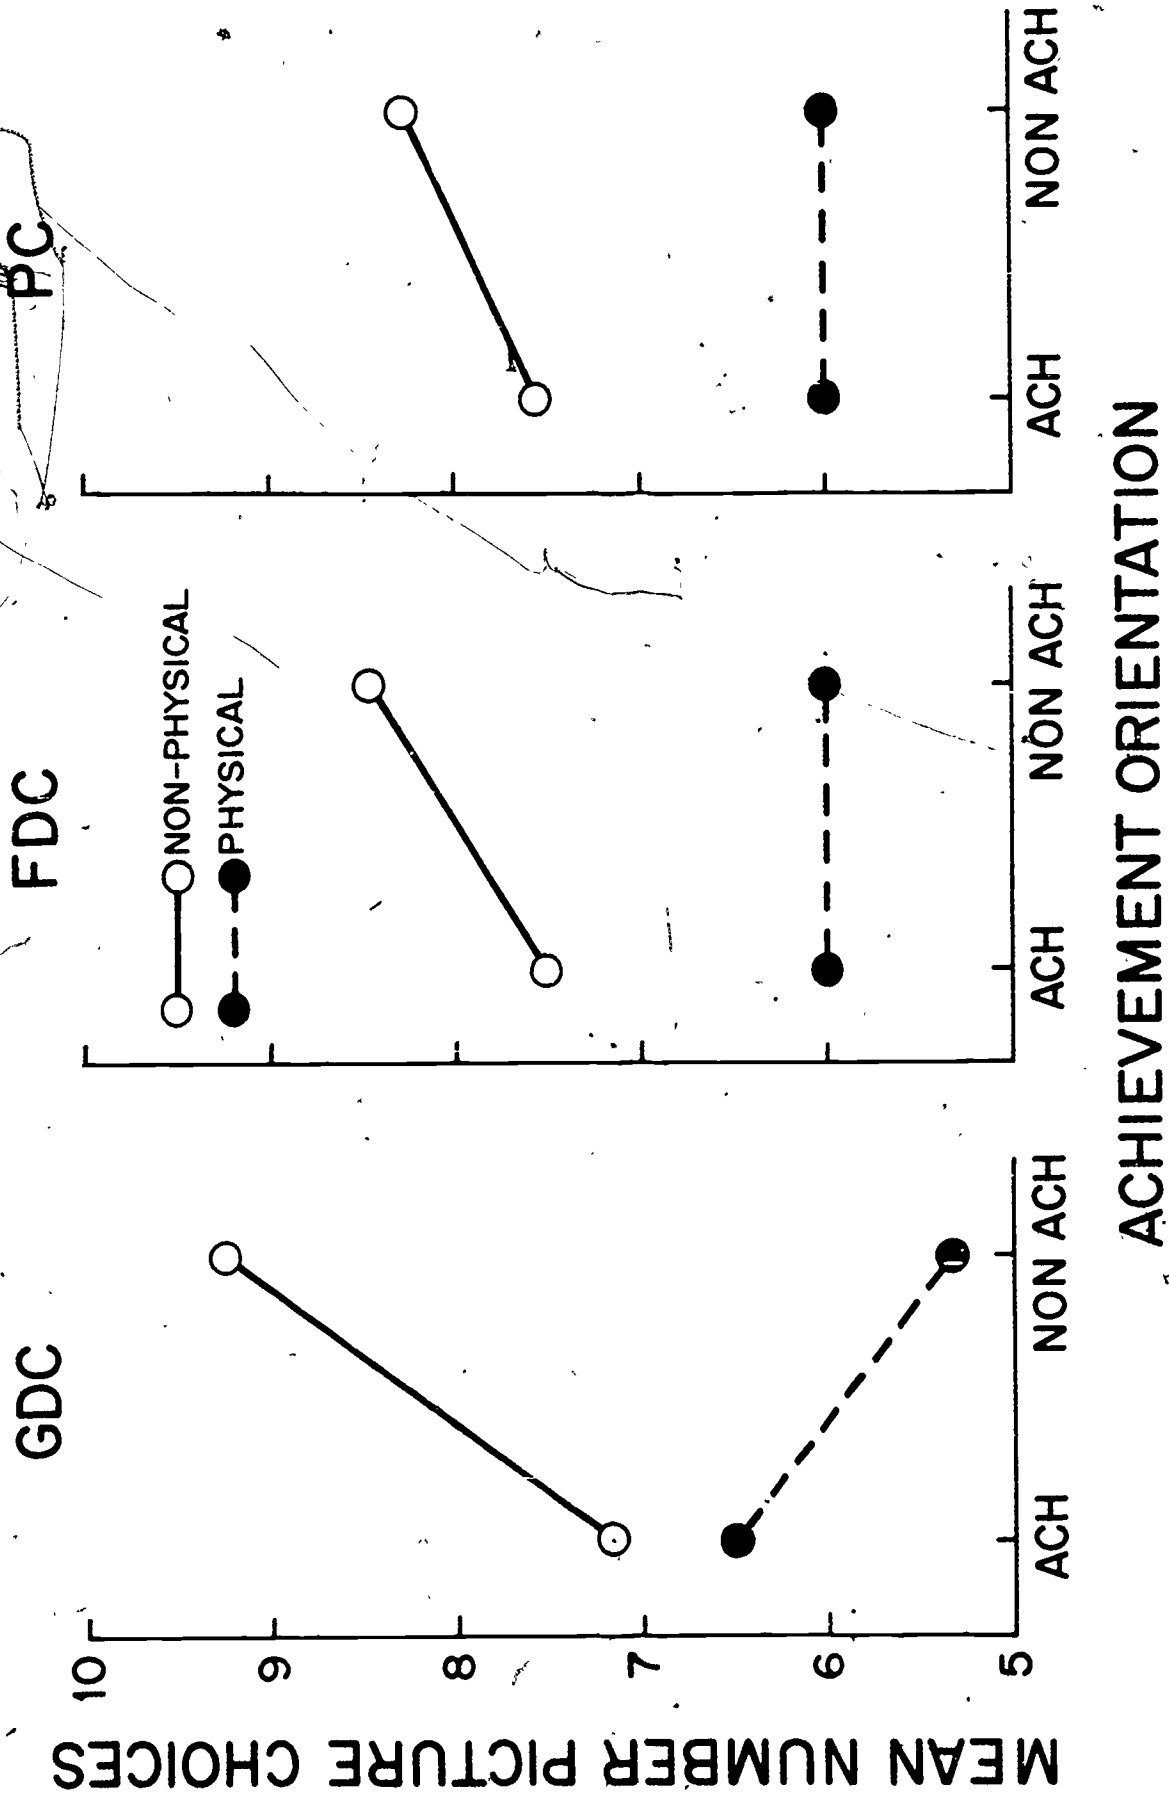 GDC
FDC
PC
NON-PHYSICAL
PHYSICAL
MEAN NUMBER PICTURE CHOICES
10
9
8
7
6
5
ACH NON ACH
ACH NON ACH
ACH NON ACH
ACHIEVEMENT ORIENTATION